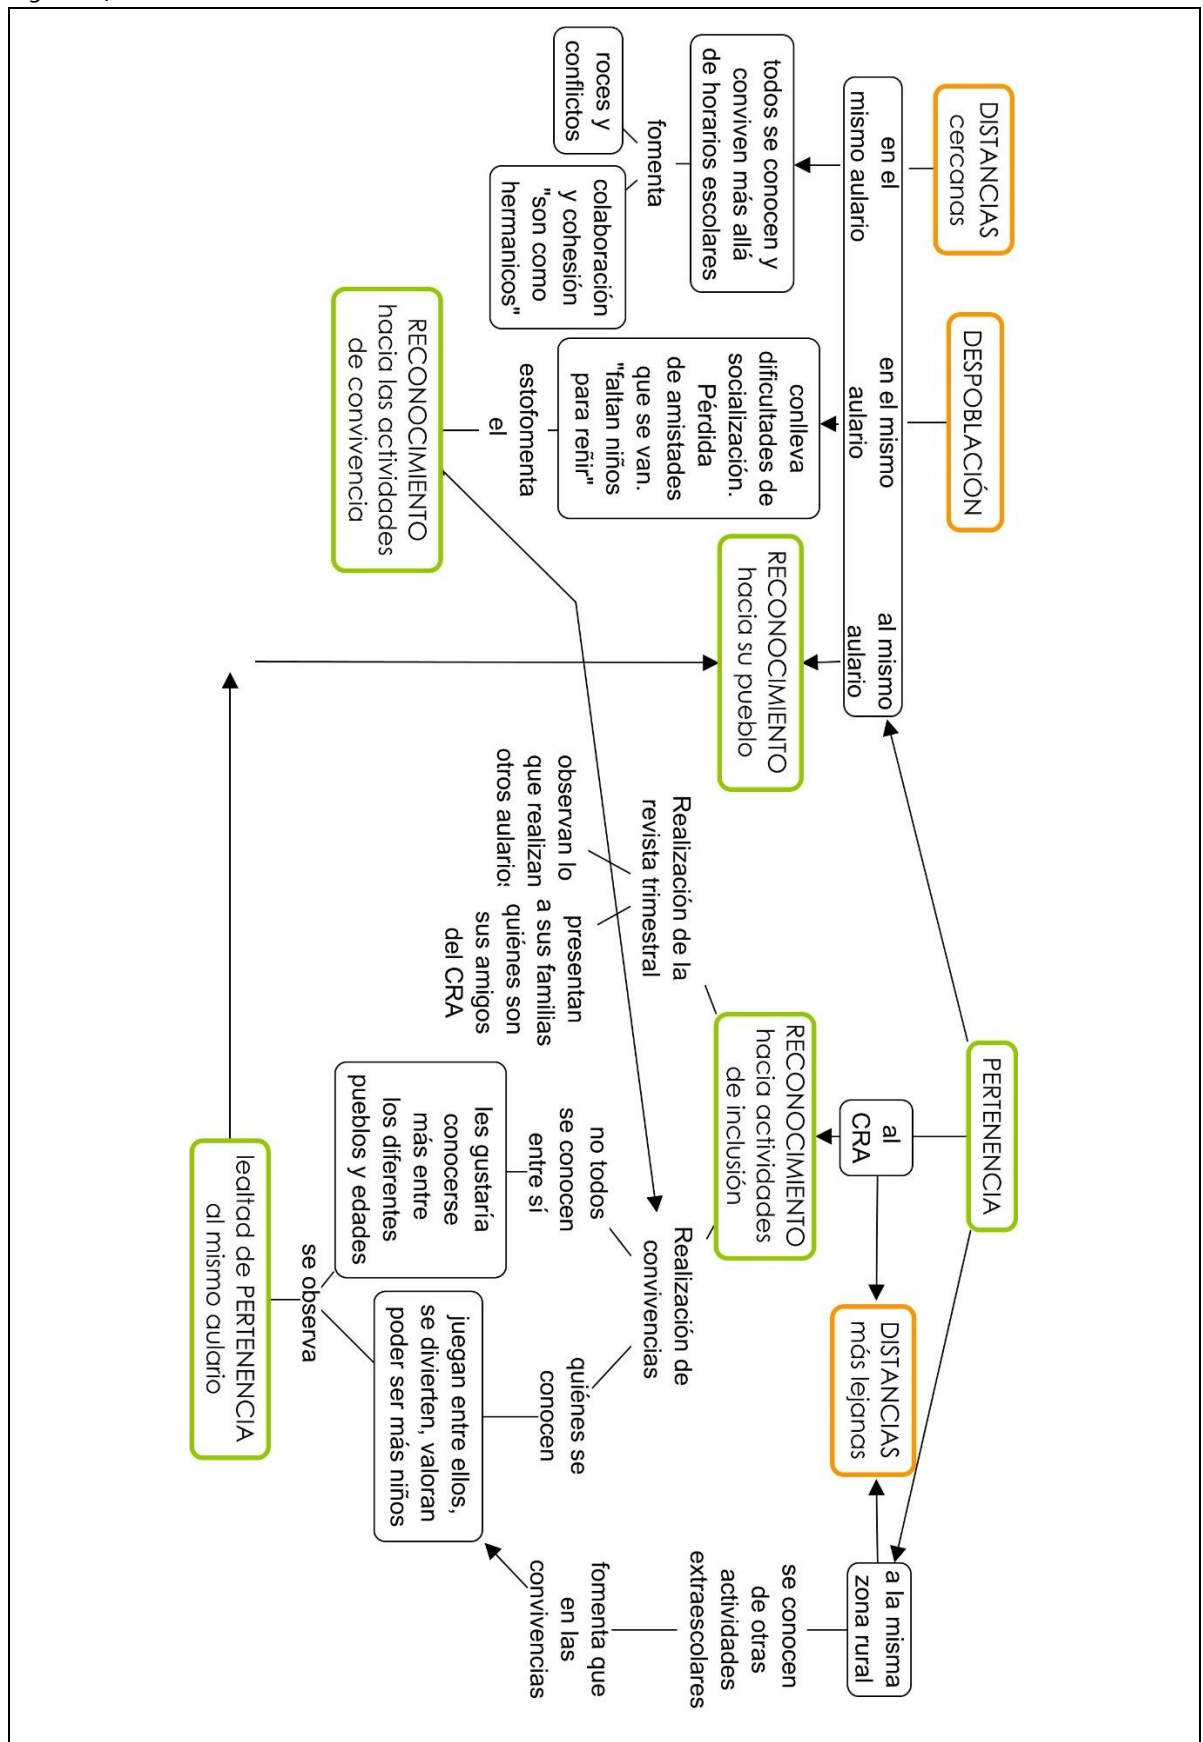 DISTANCIAS
cercanas
DESPOBLACIÓN
PERTENENCIA
en el
mismo aulario
en el mismo
aulario
al mismo
aulario
al
CRA
DISTANCIAS
más lejanas
a la misma
zona rural
todos se conocen y
conviven más allá
de horarios escolares
fomenta
roces y
conflictos
colaboración
y cohesión
"son como
hermanicos"
conlleva
dificultades de
socialización.
Pérdida
de amistades
que se van.
"faltan niños
para reñir"
estofomenta
el
RECONOCIMIENTO
hacia las actividades
de convivencia
RECONOCIMIENTO
hacia su pueblo
RECONOCIMIENTO
hacia actividades
de inclusión
Realización de la
revista trimestral
observan lo
que realizan
otros aularios
presentan
a sus familias
quiénes son
sus amigos
del CRA
Realización de
convivencias
no todos
se conocen
entre sí
les gustaría
conocerse
más entre
los diferentes
pueblos y edades
quiénes se
conocen
juegan entre ellos,
se divierten, valoran
poder ser más niños
se conocen
de otras
actividades
extraescolares
fomenta que
en las
convivencias
se observa
lealtad de PERTENENCIA
al mismo aulario